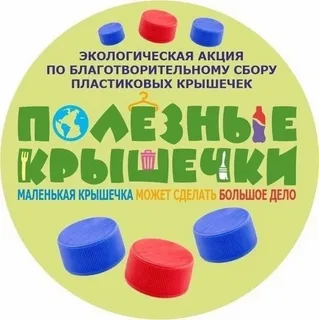 ЭКОЛОГИЧЕСКАЯ АКЦИЯ
ПО БЛАГОТВОРИТЕЛЬНОМУ СБОРУ
ПЛАСТИКОВЫХ КРЫШЕЧЕК
ПОЛЕЗНЫЕ
КРЫШЕЧКИ
МАЛЕНЬКАЯ КРЫШЕЧКА МОЖЕТ СДЕЛАТЬ БОЛЬШОЕ ДЕЛО